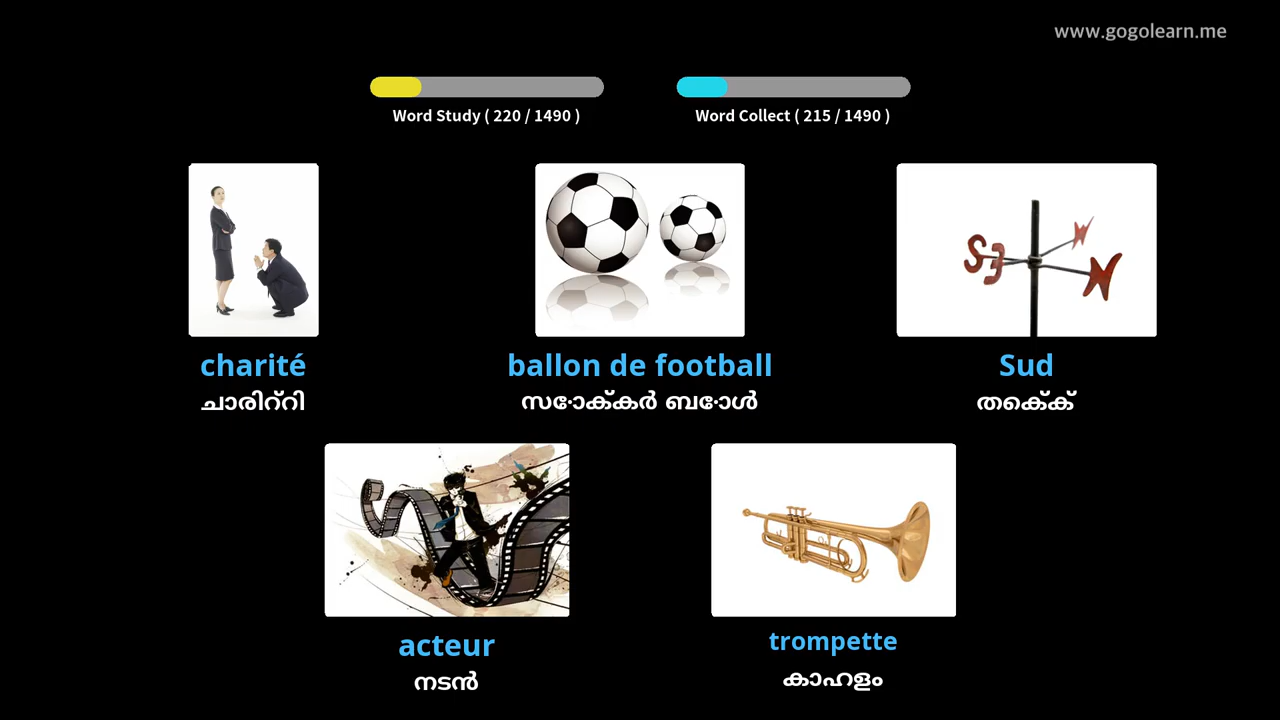 www.gogolearn.me
Word Study ( 220 / 1490 )
Word Collect ( 215 / 1490 )
charité
ചാരിറ്റി
ballon de football
സോക്കർ ബോൾ
Sud
തെക്ക്
acteur
നടൻ
trompette
കാഹളം